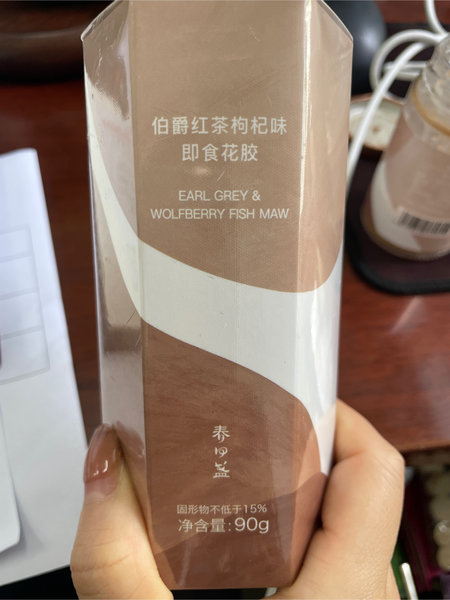 伯爵红茶枸杞味
即食花胶
EARL GREY &
WOLFBERRY FISH MAW
固形物不低于15%
净含量:90g